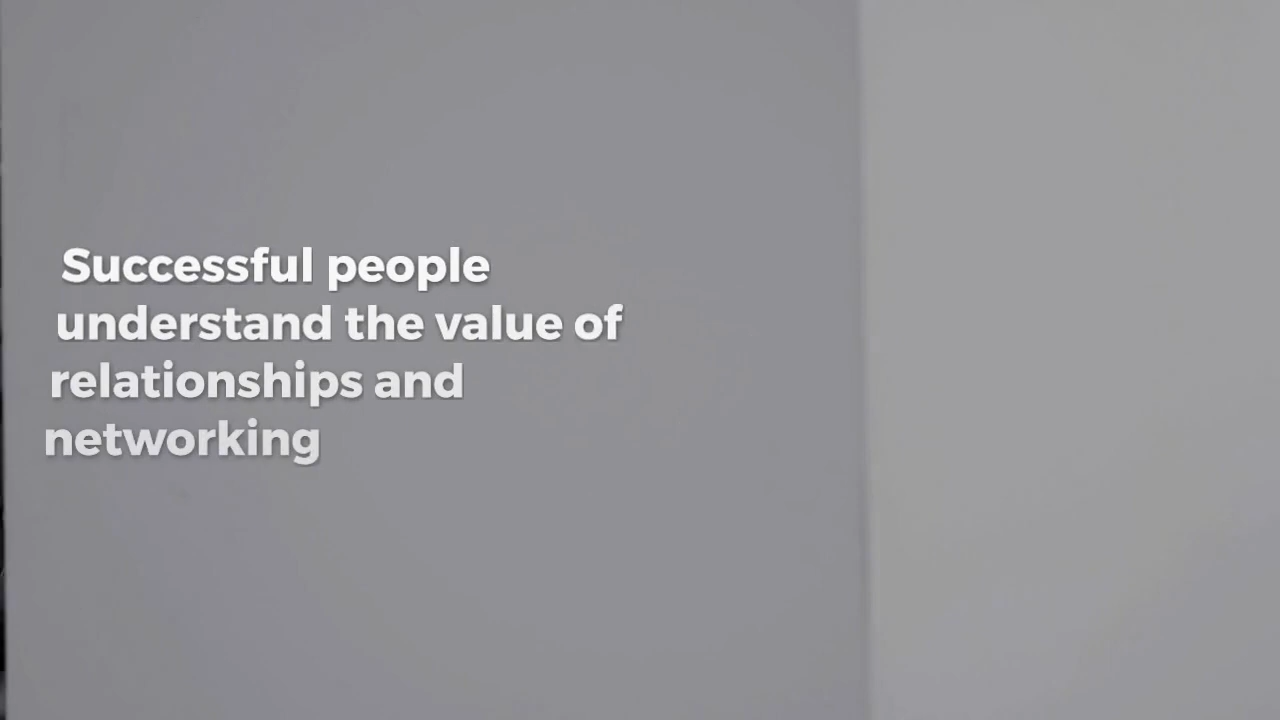 Successful people
understand the value of
relationships and
networking